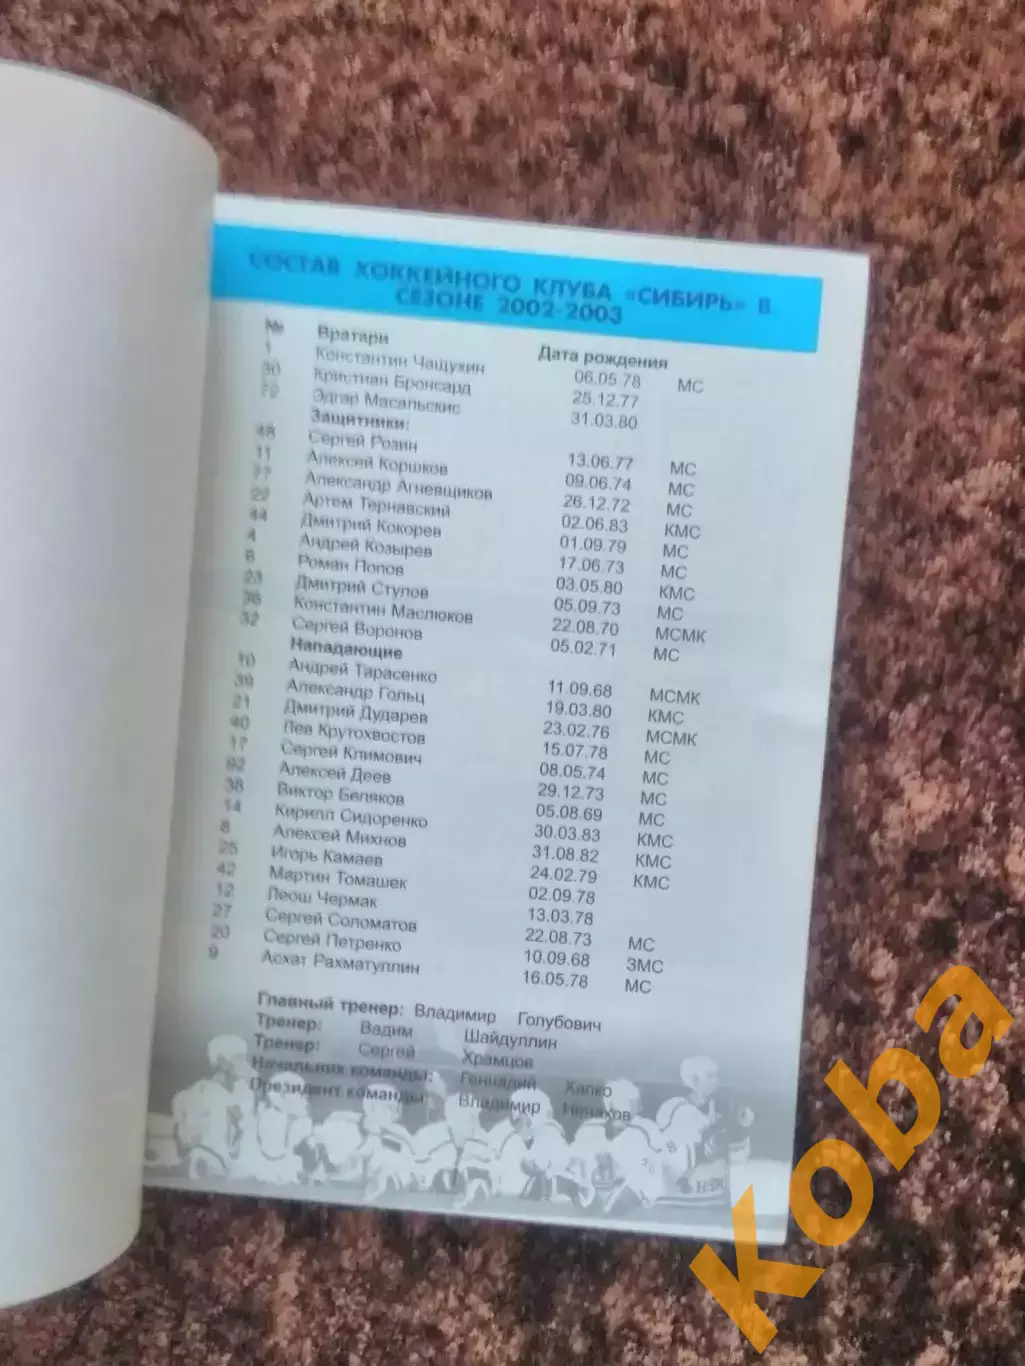 СОСТАВ ХОККЕЙНОГО КЛУБА «СИБИРЬ» В
СЕЗОНЕ 2002-2003
№ Вратари Дата рождения
1 Константин Чащухин 06.05.78 МС
30 Кристиан Бронсард 25.12.77
72 Эдгар Масальскис 31.03.80
Защитники:
48 Сергей Розин 13.06.77 МС
11 Алексей Коршков 09.06.74 МС
77 Александр Агневщиков 26.12.72 МС
22 Артем Тернавский 02.06.83 КМС
44 Дмитрий Кокорев 01.09.79 МС
4 Андрей Козырев 17.06.73 МС
6 Роман Попов 03.05.80 КМС
23 Дмитрий Ступов 05.09.73 МС
36 Константин Маслюков 22.08.70 МСМК
32 Сергей Воронов 05.02.71 МС
Нападающие
10 Андрей Тарасенко 11.09.68 МСМК
39 Александр Гольц 19.03.80 КМС
21 Дмитрий Дударев 23.02.76 МСМК
40 Лев Крутохвостов 15.07.78 МС
17 Сергей Климович 08.05.74 МС
92 Алексей Деев 29.12.73 МС
38 Виктор Беляков 05.08.69 МС
14 Кирилл Сидоренко 30.03.83 КМС
8 Алексей Михнов 31.08.82 КМС
25 Игорь Камаев 24.02.79 КМС
42 Мартин Томашек 02.09.78
12 Леош Чермак 13.03.78
27 Сергей Соломатов 22.08.73 МС
20 Сергей Петренко 10.09.68 ЗМС
9 Асхат Рахматуллин 16.05.78 МС
Главный тренер: Владимир Голубович
Тренер: Вадим Шайдуллин
Тренер: Сергей Храмцов
Начальник команды: Геннадий Хапко
Президент команды: Владимир Нечахов
Koba